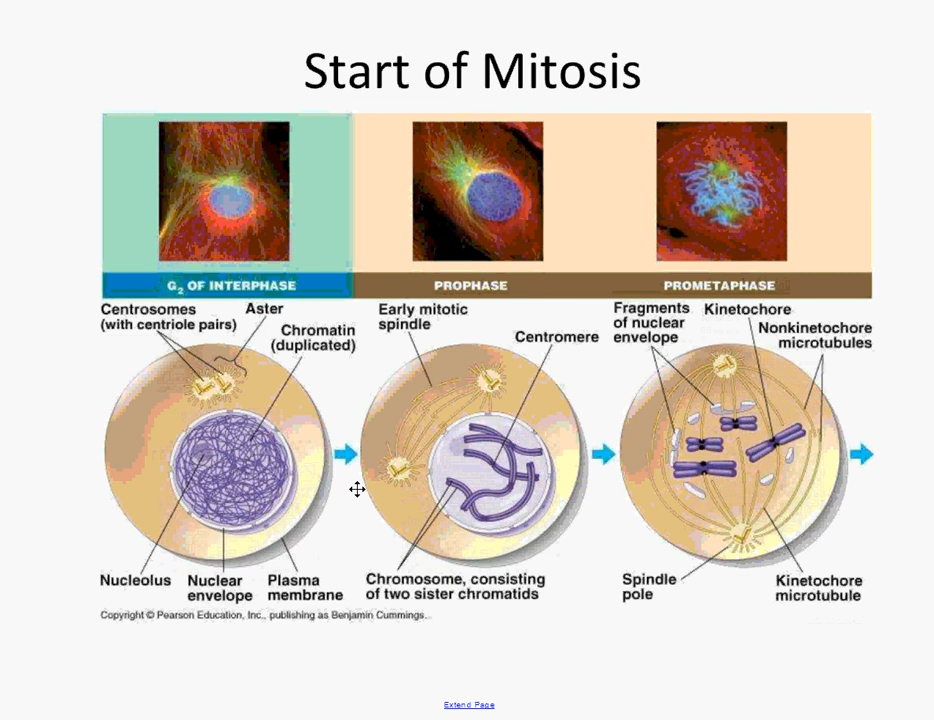 Start of Mitosis
G2 OF INTERPHASE
PROPHASE
PROMETAPHASE
Centrosomes
(with centriole pairs)
Aster
Chromatin
(duplicated)
Early mitotic
spindle
Centromere
Fragments
of nuclear
envelope
Kinetochore
Nonkinetochore
microtubules
Nucleolus
Nuclear
envelope
Plasma
membrane
Chromosome, consisting
of two sister chromatids
Spindle
pole
Kinetochore
microtubule
Copyright © Pearson Education, Inc., publishing as Benjamin Cummings.
Extend Page